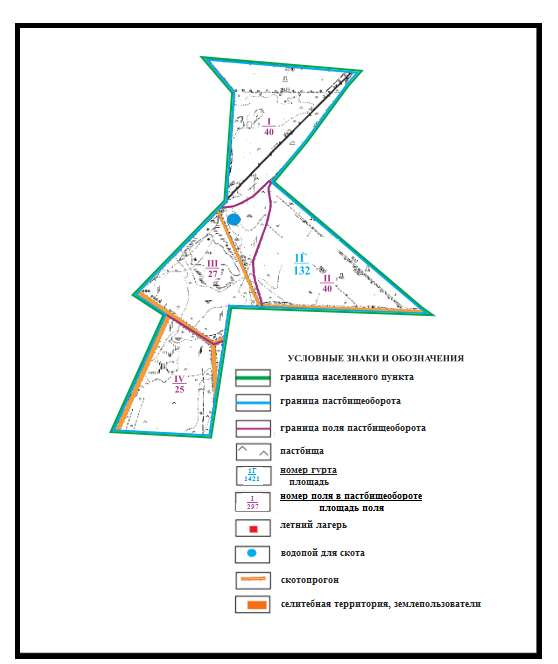 I
40
1Г
132
II
40
III
27
IV
25
УСЛОВНЫЕ ЗНАКИ И ОБОЗНАЧЕНИЯ
граница населенного пункта
граница пастбищеоборота
граница поля пастбищеоборота
пастбища
1Г
1421
номер гурта
площадь
I
297
номер поля в пастбищеобороте
площадь поля
летний лагерь
водопой для скота
скотопрогон
селитебная территория, землепользователи